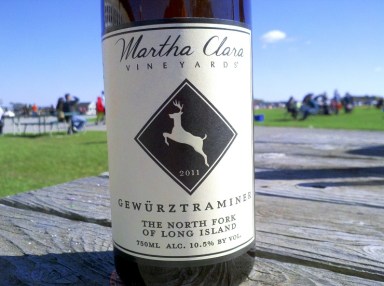 Martha Clara
VINEYARDS
2011
GEWÜRZTRAMINER
THE NORTH FORK
OF LONG ISLAND
750ML ALC. 10.5% BY VOL.